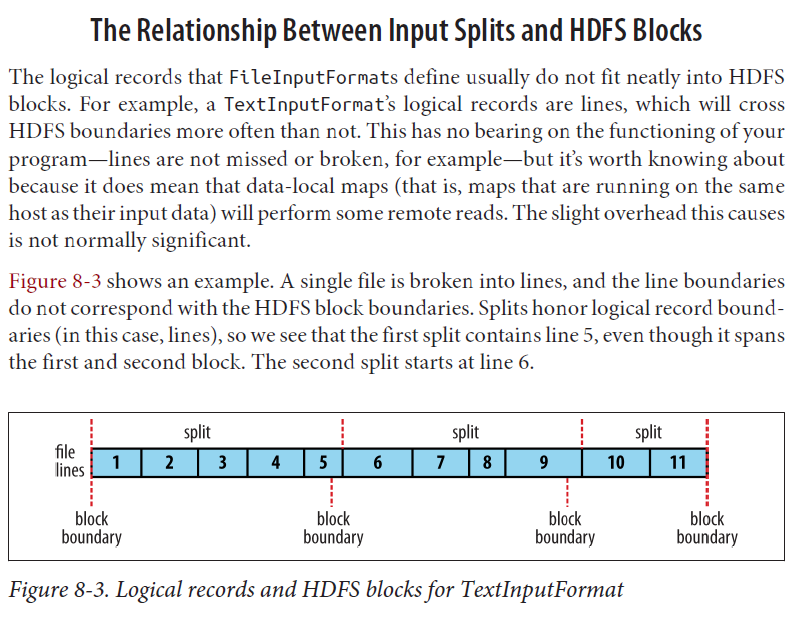 The Relationship Between Input Splits and HDFS Blocks
The logical records that FileInputFormats define usually do not fit neatly into HDFS
blocks. For example, a TextInputFormat’s logical records are lines, which will cross
HDFS boundaries more often than not. This has no bearing on the functioning of your
program—lines are not missed or broken, for example—but it’s worth knowing about
because it does mean that data-local maps (that is, maps that are running on the same
host as their input data) will perform some remote reads. The slight overhead this causes
is not normally significant.
Figure 8-3 shows an example. A single file is broken into lines, and the line boundaries
do not correspond with the HDFS block boundaries. Splits honor logical record bound-
aries (in this case, lines), so we see that the first split contains line 5, even though it spans
the first and second block. The second split starts at line 6.
split split split
file
lines
1 2 3 4 5 6 7 8 9 10 11
block block block block
boundary boundary boundary boundary
Figure 8-3. Logical records and HDFS blocks for TextInputFormat